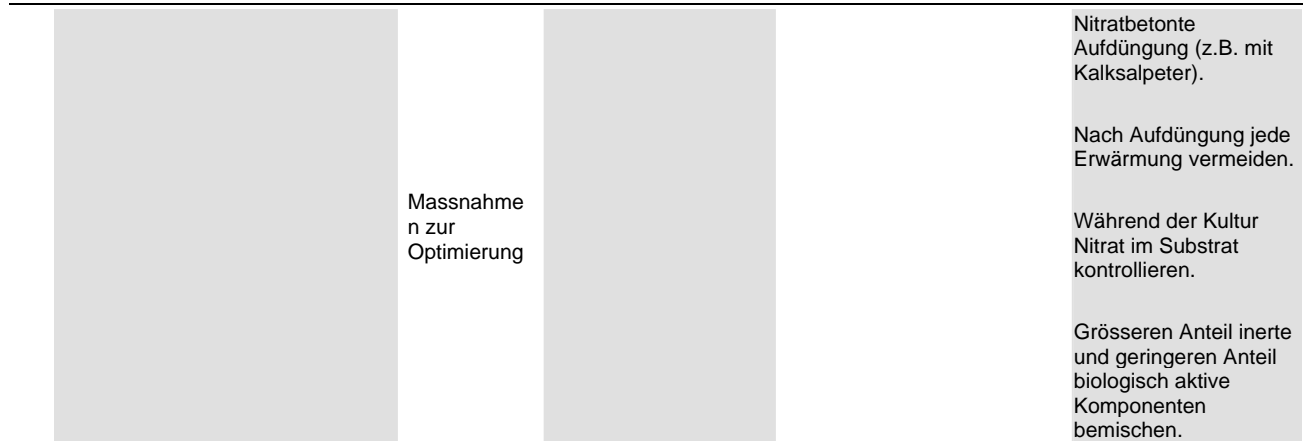 Massnahme
n zur
Optimierung
Nitratbetonte
Aufdüngung (z.B. mit
Kalksalpeter).
Nach Aufdüngung jede
Erwärmung vermeiden.
Während der Kultur
Nitrat im Substrat
kontrollieren.
Grösseren Anteil inerte
und geringeren Anteil
biologisch aktive
Komponenten
bemischen.